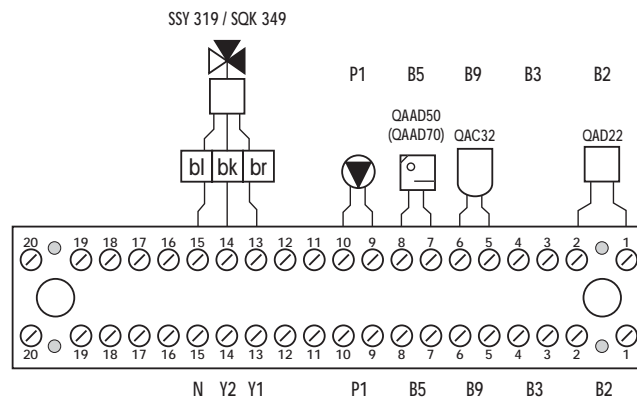 SSY 319 / SQK 349
P1 B5 B9 B3 B2
QAAD50
(QAAD70) QAC32 QAD22
bl bk br
20 19 18 17 16 15 14 13 12 11 10 9 8 7 6 5 4 3 2 1
20 19 18 17 16 15 14 13 12 11 10 9 8 7 6 5 4 3 2 1
N Y2 Y1 P1 B5 B9 B3 B2